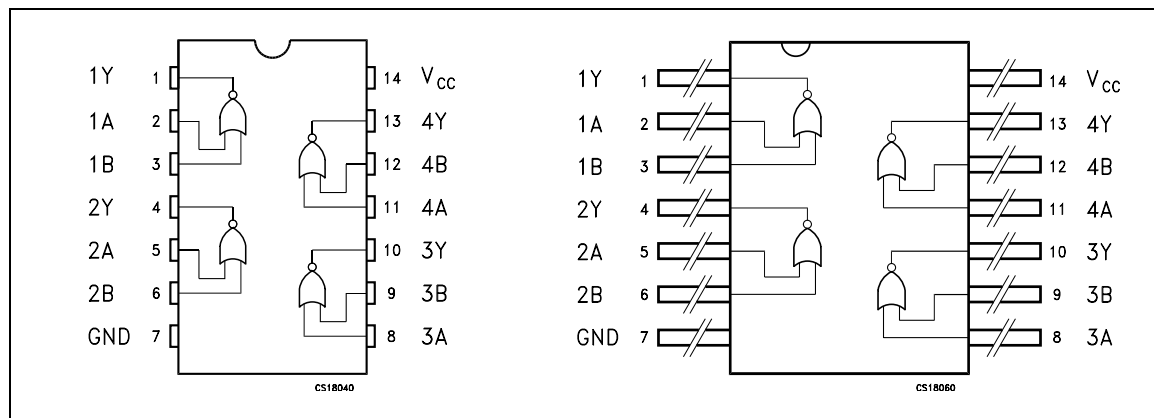 1Y 1 14 VCC
1A 2 13 4Y
1B 3 12 4B
2Y 4 11 4A
2A 5 10 3Y
2B 6 9 3B
GND 7 8 3A
CS18040
1Y 1 14 VCC
1A 2 13 4Y
1B 3 12 4B
2Y 4 11 4A
2A 5 10 3Y
2B 6 9 3B
GND 7 8 3A
CS18060